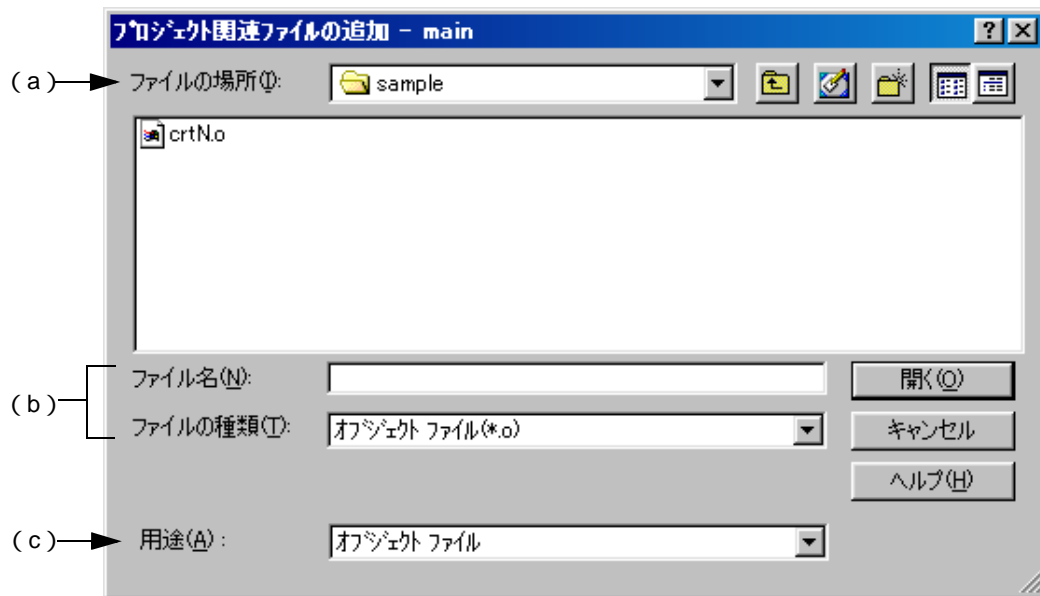 ﾌﾟﾛｼﾞｪｸﾄ関連ﾌｧｲﾙの追加 － main
(a) ファイルの場所(I): sample
crtN.o
(b)
ファイル名(N): 開く(O)
ファイルの種類(T): ｵﾌﾞｼﾞｪｸﾄ ﾌｧｲﾙ(*.o) キャンセル
ヘルプ(H)
(c) 用途(A) : ｵﾌﾞｼﾞｪｸﾄ ﾌｧｲﾙ